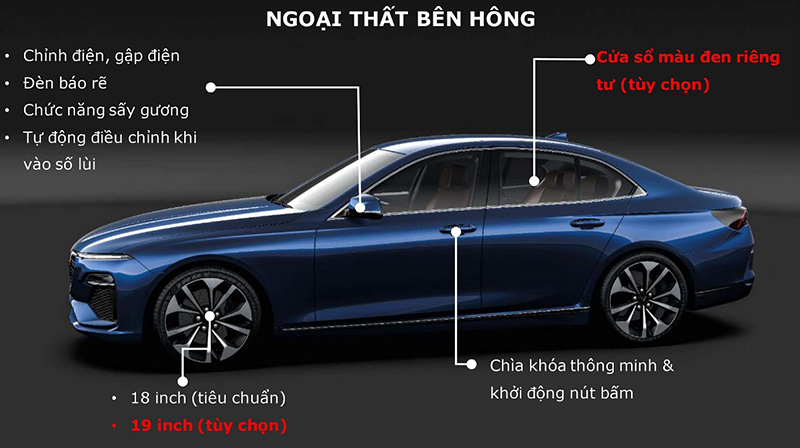 NGOẠI THẤT BÊN HÔNG
• Chỉnh điện, gập điện
• Đèn báo rẽ
• Chức năng sấy gương
• Tự động điều chỉnh khi
vào số lùi
Cửa sổ màu đen riêng
tư (tùy chọn)
• 18 inch (tiêu chuẩn)
• 19 inch (tùy chọn)
Chìa khóa thông minh &
khởi động nút bấm